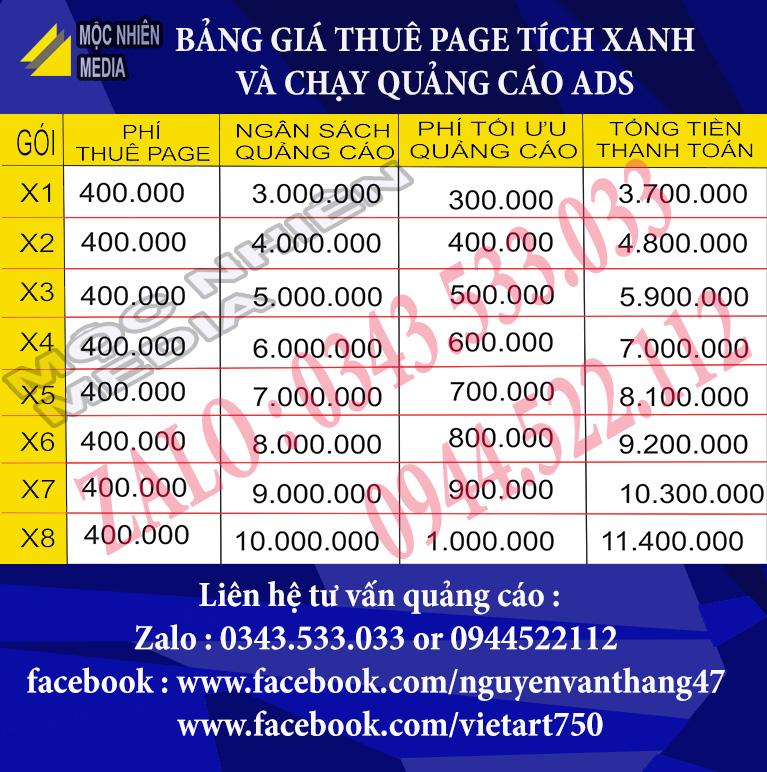 MỘC NHIÊN
MEDIA
BẢNG GIÁ THUÊ PAGE TÍCH XANH
VÀ CHẠY QUẢNG CÁO ADS
GÓI PHÍ THUÊ PAGE NGÂN SÁCH QUẢNG CÁO PHÍ TỐI ƯU QUẢNG CÁO TỔNG TIỀN THANH TOÁN
X1 400.000 3.000.000 300.000 3.700.000
X2 400.000 4.000.000 400.000 4.800.000
X3 400.000 5.000.000 500.000 5.900.000
X4 400.000 6.000.000 600.000 7.000.000
X5 400.000 7.000.000 700.000 8.100.000
X6 400.000 8.000.000 800.000 9.200.000
X7 400.000 9.000.000 900.000 10.300.000
X8 400.000 10.000.000 1.000.000 11.400.000
MỘC NHIÊN
MEDIA
ZALO : 0343.533.033
0944.522.112
Liên hệ tư vấn quảng cáo :
Zalo : 0343.533.033 or 0944522112
facebook : www.facebook.com/nguyenvanthang47
www.facebook.com/vietart750